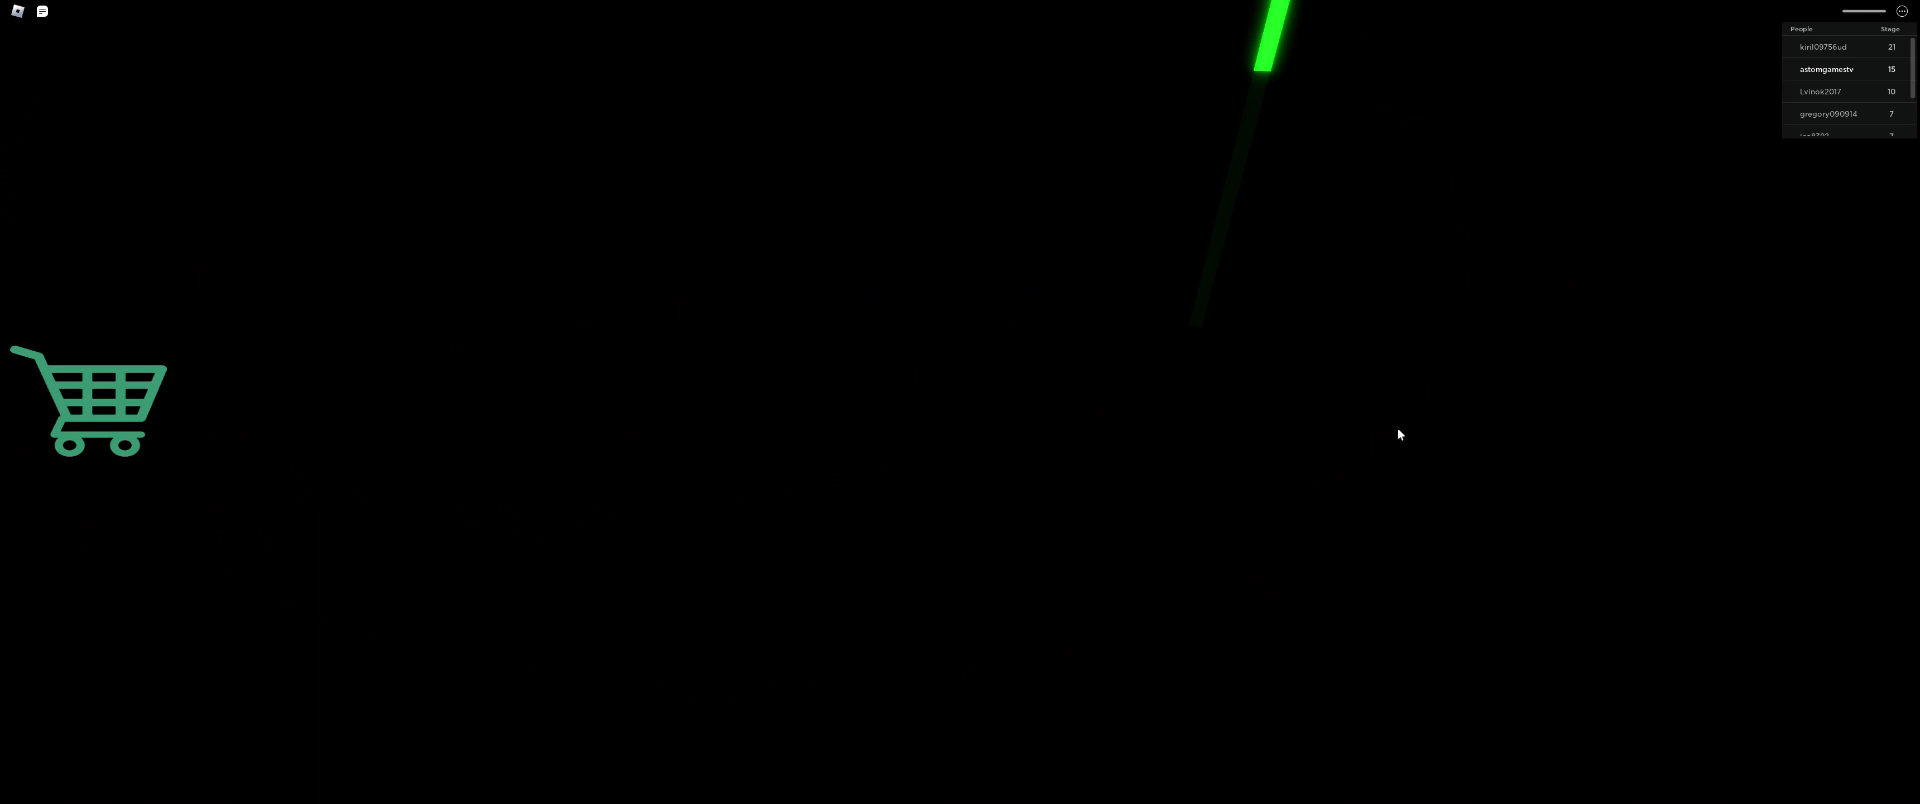 People Stage
kiril09756ud 21
astomgamestv 15
Lvinok2017 10
gregory090914 7